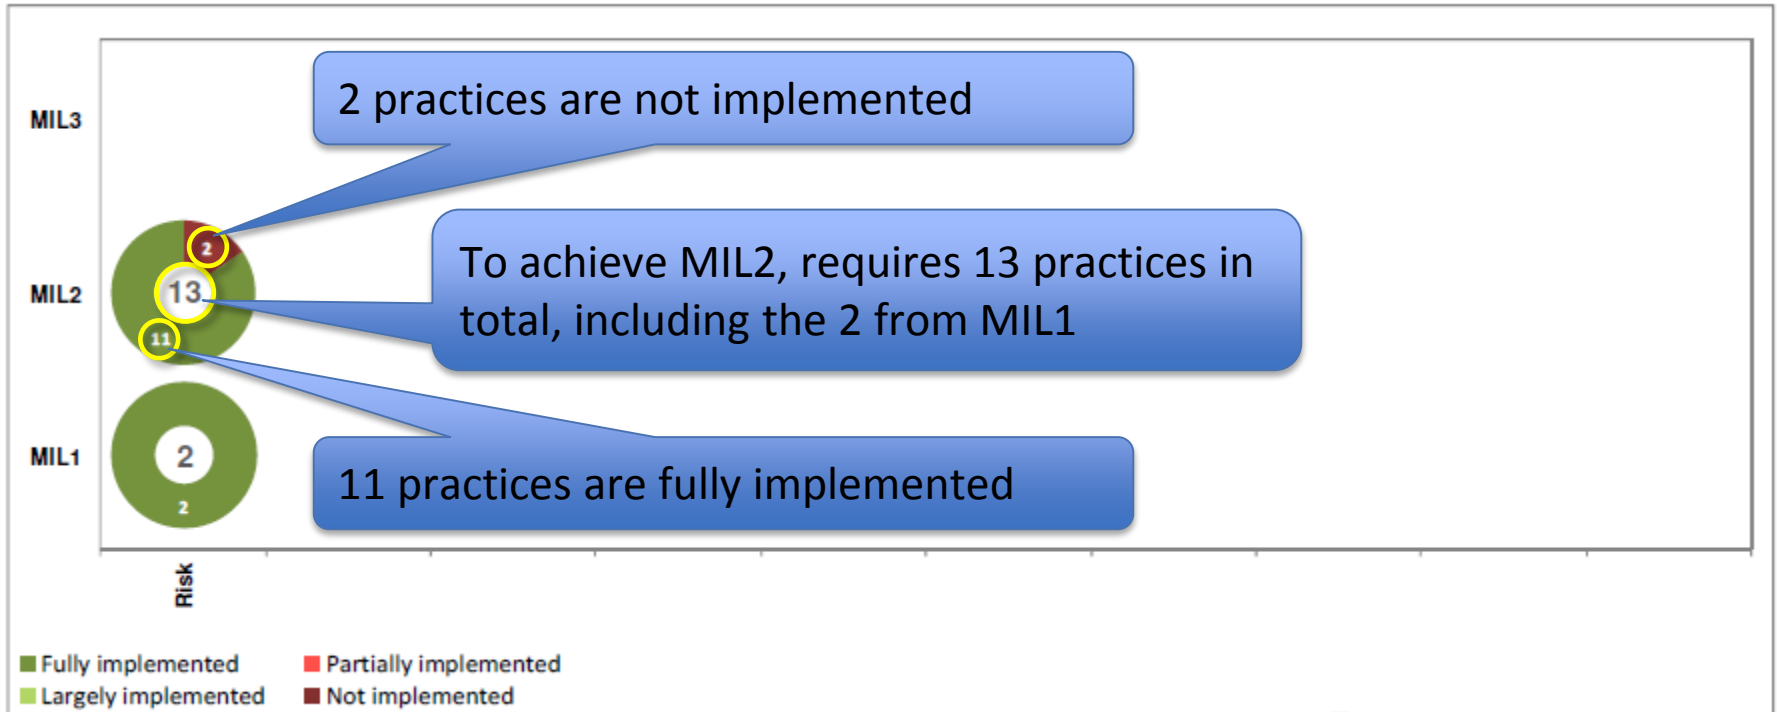 2 practices are not implemented
MIL3
2
To achieve MIL2, requires 13 practices in
total, including the 2 from MIL1
MIL2
13
11
MIL1
2
2
11 practices are fully implemented
Risk
Fully implemented
Partially implemented
Largely implemented
Not implemented